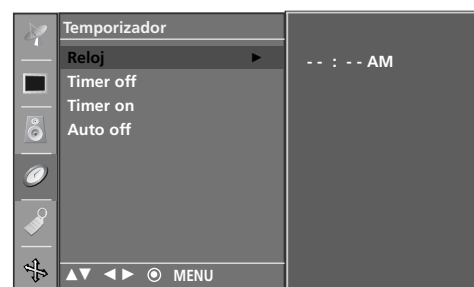 Temporizador
Reloj ►
- - : - - AM
Timer off
Timer on
Auto off
▲▼ ◄► ⦿ MENU